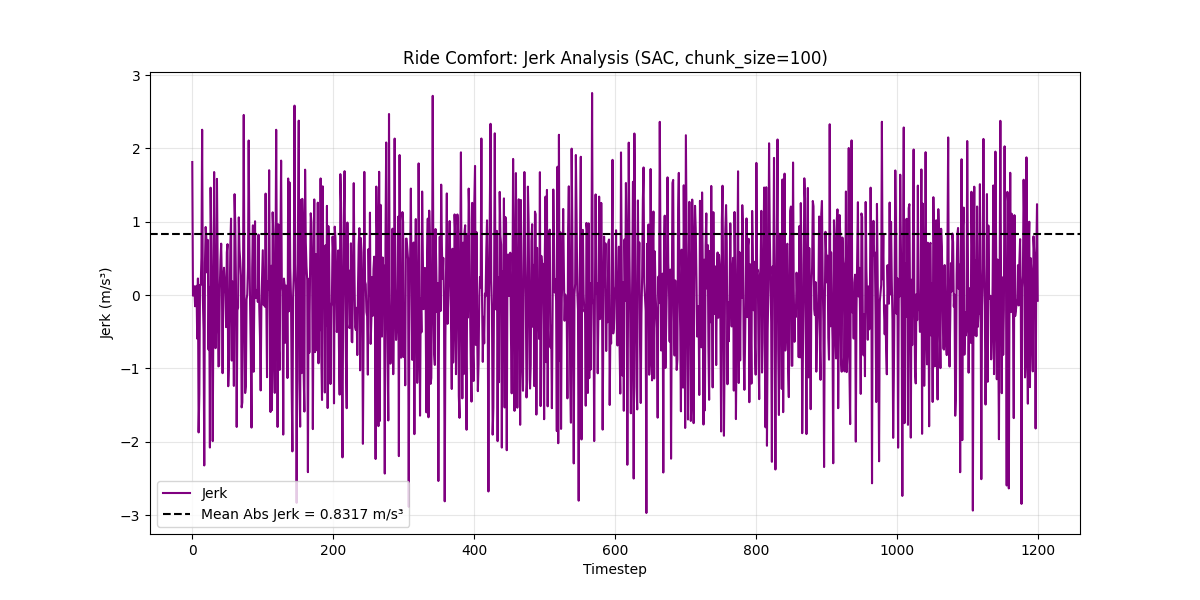 Ride Comfort: Jerk Analysis (SAC, chunk_size=100)
3
2
1
0
−1
−2
−3
Jerk (m/s³)
Jerk
Mean Abs Jerk = 0.8317 m/s³
0 200 400 600 800 1000 1200
Timestep